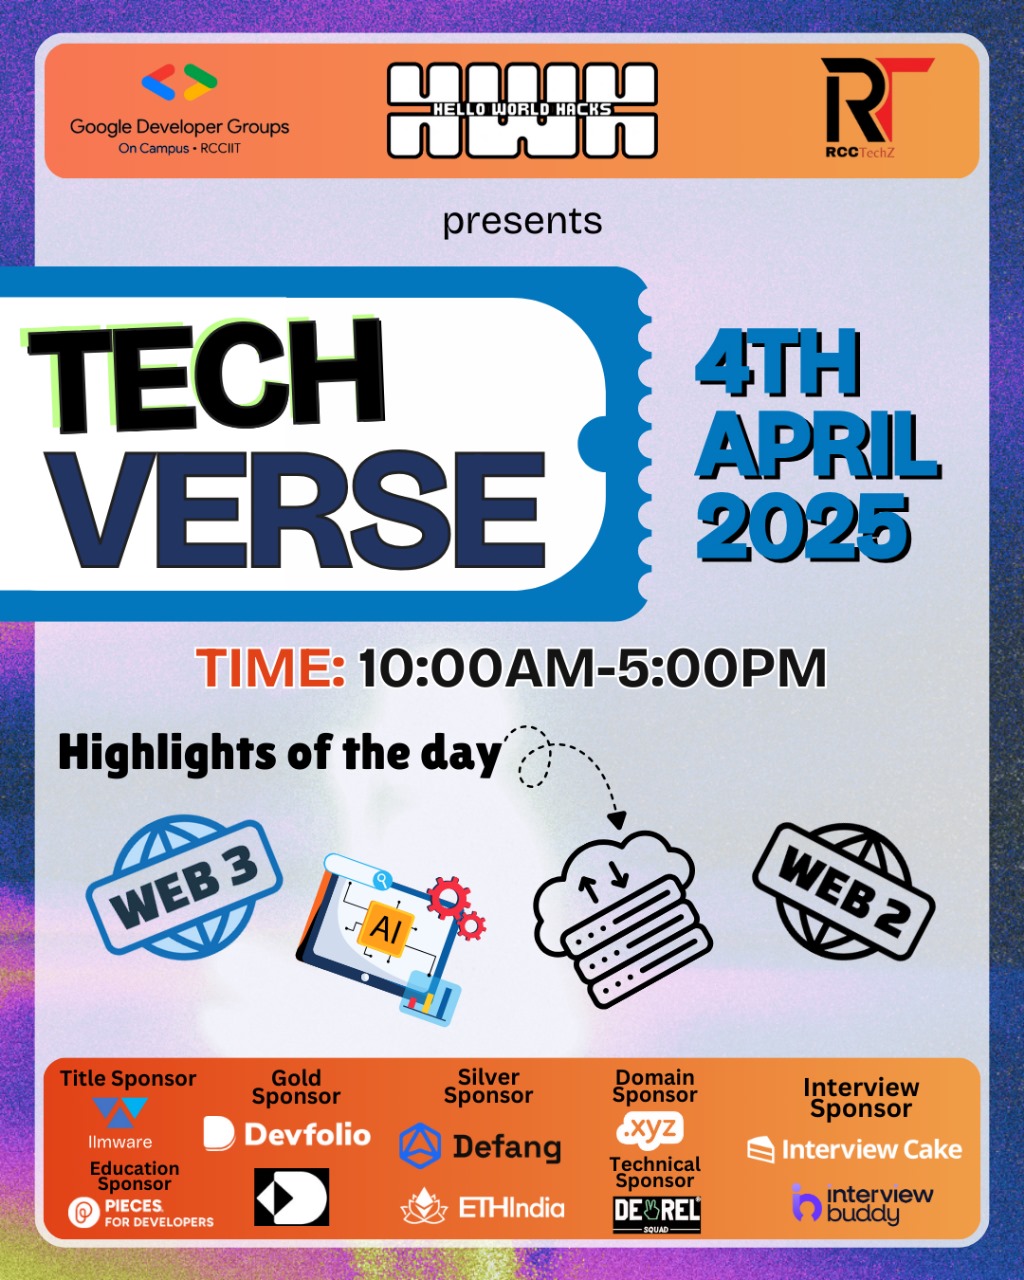 Google Developer Groups
On Campus • RCCIIT
HWH
HELLO WORLD HACKS
RT
RCCTechZ
presents
TECH
VERSE
4TH
APRIL
2025
TIME: 10:00AM-5:00PM
Highlights of the day
WEB 3
AI
WEB 2
Title Sponsor
llmware
Education
Sponsor
PIECES
FOR DEVELOPERS
Gold
Sponsor
Devfolio
Silver
Sponsor
Defang
ETHIndia
Domain
Sponsor
.xyz
Technical
Sponsor
DEVREL
SQUAD
Interview
Sponsor
Interview Cake
interview
buddy